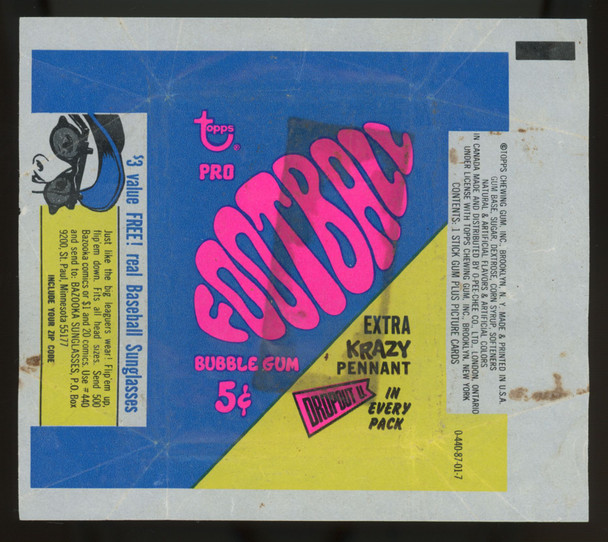 topps
®
PRO
FOOTBALL
BUBBLE GUM
5¢
EXTRA
KRAZY
PENNANT
DROPOUT U.
IN
EVERY
PACK
$3 value FREE! real Baseball Sunglasses
Just like the big leaguers wear! Flip'em up,
flip'em down. Fits all head sizes. Send 500
Bazooka comics or $1 and 20 comics. Use #440
and send to: BAZOOKA SUNGLASSES, P.O. Box
9200, St. Paul, Minnesota 55177
INCLUDE YOUR ZIP CODE
©TOPPS CHEWING GUM, INC., BROOKLYN, N. Y. MADE & PRINTED IN U.S.A.
GUM BASE, SUGAR, DEXTROSE, CORN SYRUP, SOFTENERS
NATURAL & ARTIFICIAL FLAVORS & ARTIFICIAL COLORS
IN CANADA MADE AND DISTRIBUTED BY O-PEE-CHEE CO., LTD., LONDON, ONTARIO
UNDER LICENSE WITH TOPPS CHEWING GUM, INC., BROOKLYN, NEW YORK
CONTENTS: 1 STICK GUM PLUS PICTURE CARDS
0-440-87-01-7